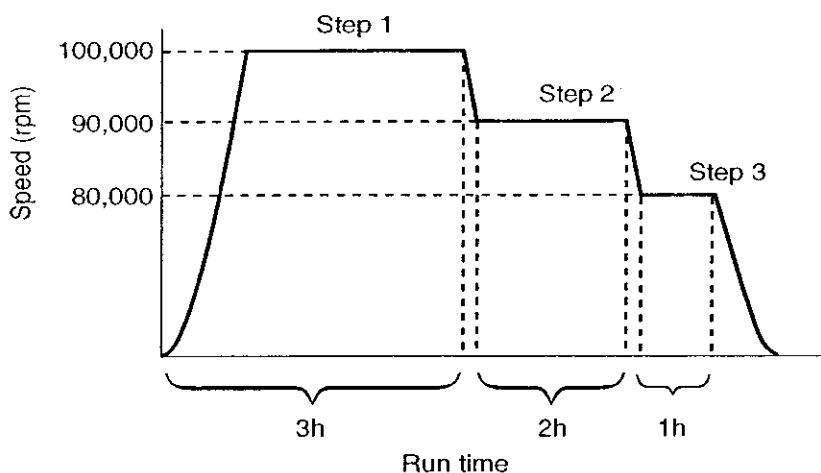 Step 1
100,000
Step 2
90,000
Step 3
80,000
Speed (rpm)
3h
2h
1h
Run time